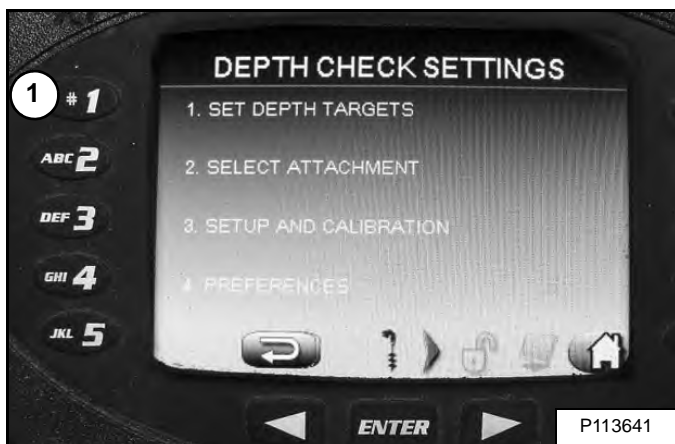 DEPTH CHECK SETTINGS
1 # 1
1. SET DEPTH TARGETS
ABC 2
2. SELECT ATTACHMENT
DEF 3
3. SETUP AND CALIBRATION
GHI 4
4. PREFERENCES
JKL 5
ENTER
P113641